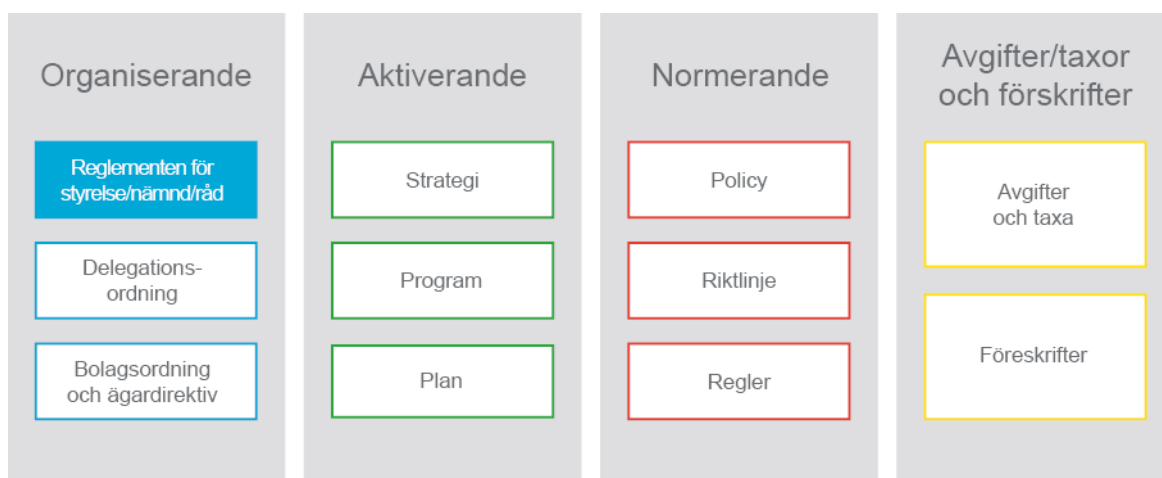 Organiserande
Reglementen för
styrelse/nämnd/råd
Delegations-
ordning
Bolagsordning
och ägardirektiv
Aktiverande
Strategi
Program
Plan
Normerande
Policy
Riktlinje
Regler
Avgifter/taxor
och förskrifter
Avgifter
och taxa
Föreskrifter